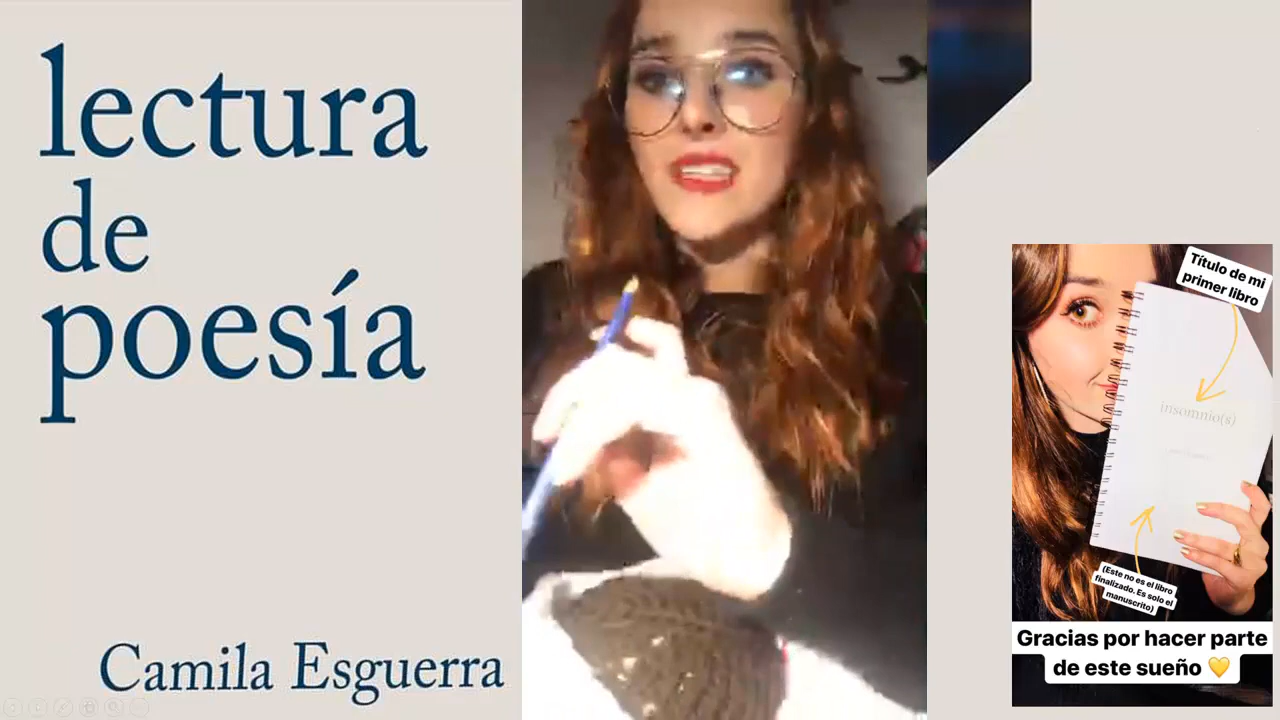 lectura
de
poesía
Camila Esguerra
Título de mi
primer libro
insomnio(s)
(Este no es el libro
finalizado. Es solo el
manuscrito)
Gracias por hacer parte
de este sueño 💛